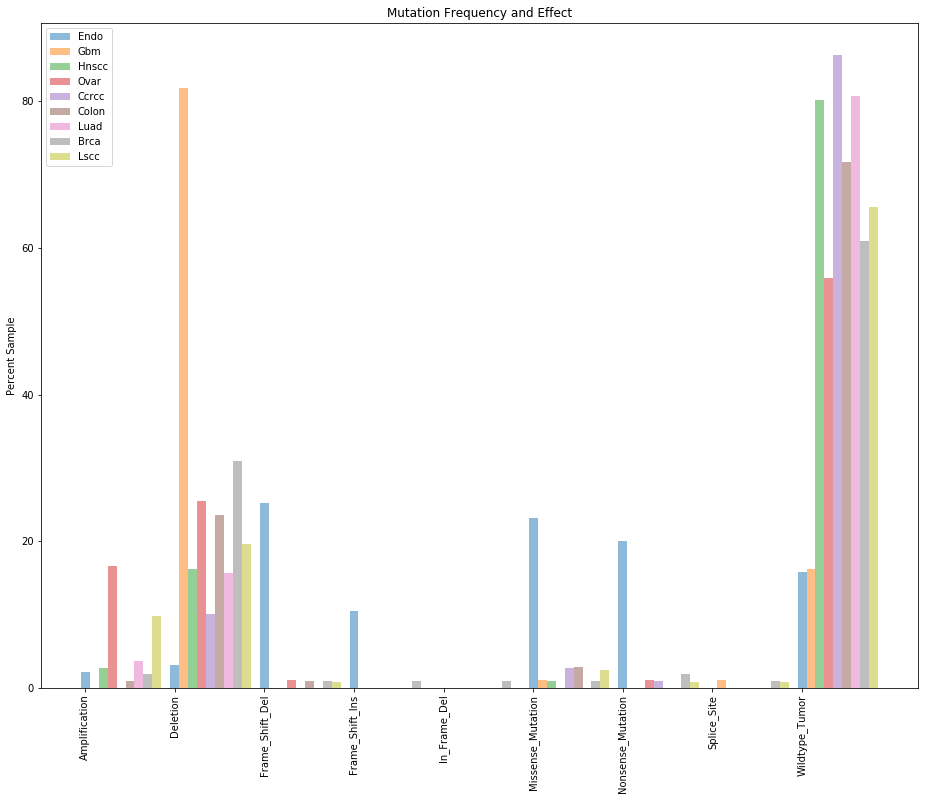 Mutation Frequency and Effect
Endo
Gbm
Hnscc
Ovar
Ccrcc
Colon
Luad
Brca
Lscc
80
60
40
20
0
Percent Sample
Amplification
Deletion
Frame_Shift_Del
Frame_Shift_Ins
In_Frame_Del
Missense_Mutation
Nonsense_Mutation
Splice_Site
Wildtype_Tumor